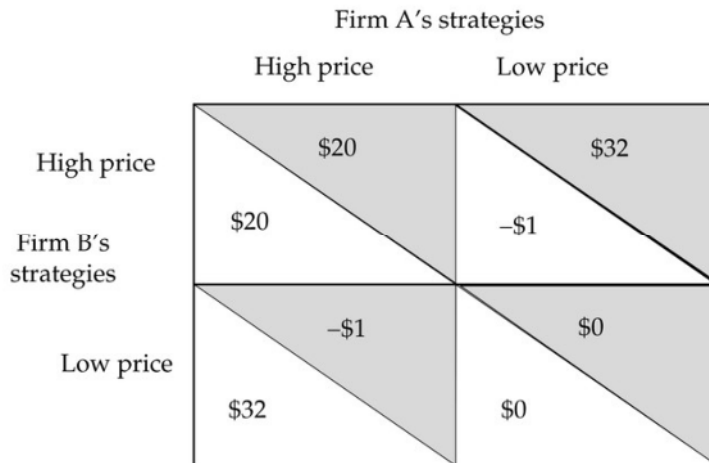 Firm A's strategies
High price Low price
High price
$20 $32
$20 –$1
Firm B's
strategies
Low price
–$1 $0
$32 $0